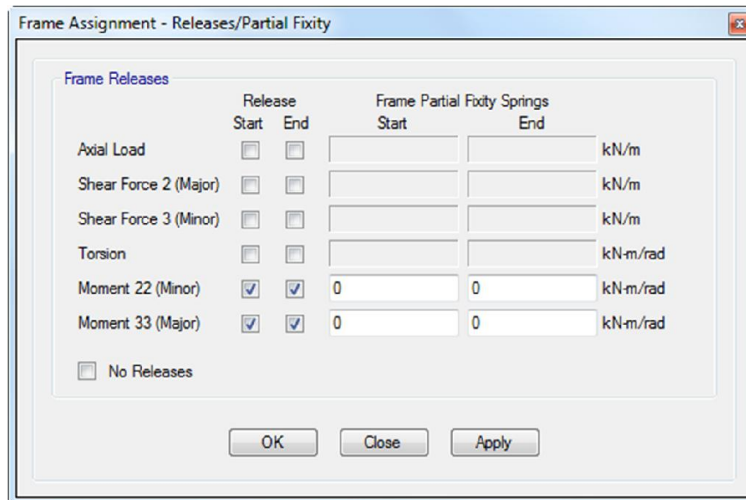 Frame Assignment - Releases/Partial Fixity
Frame Releases
Release Frame Partial Fixity Springs
Start End Start End
Axial Load kN/m
Shear Force 2 (Major) kN/m
Shear Force 3 (Minor) kN/m
Torsion kN-m/rad
Moment 22 (Minor) 0 0 kN-m/rad
Moment 33 (Major) 0 0 kN-m/rad
No Releases
OK Close Apply